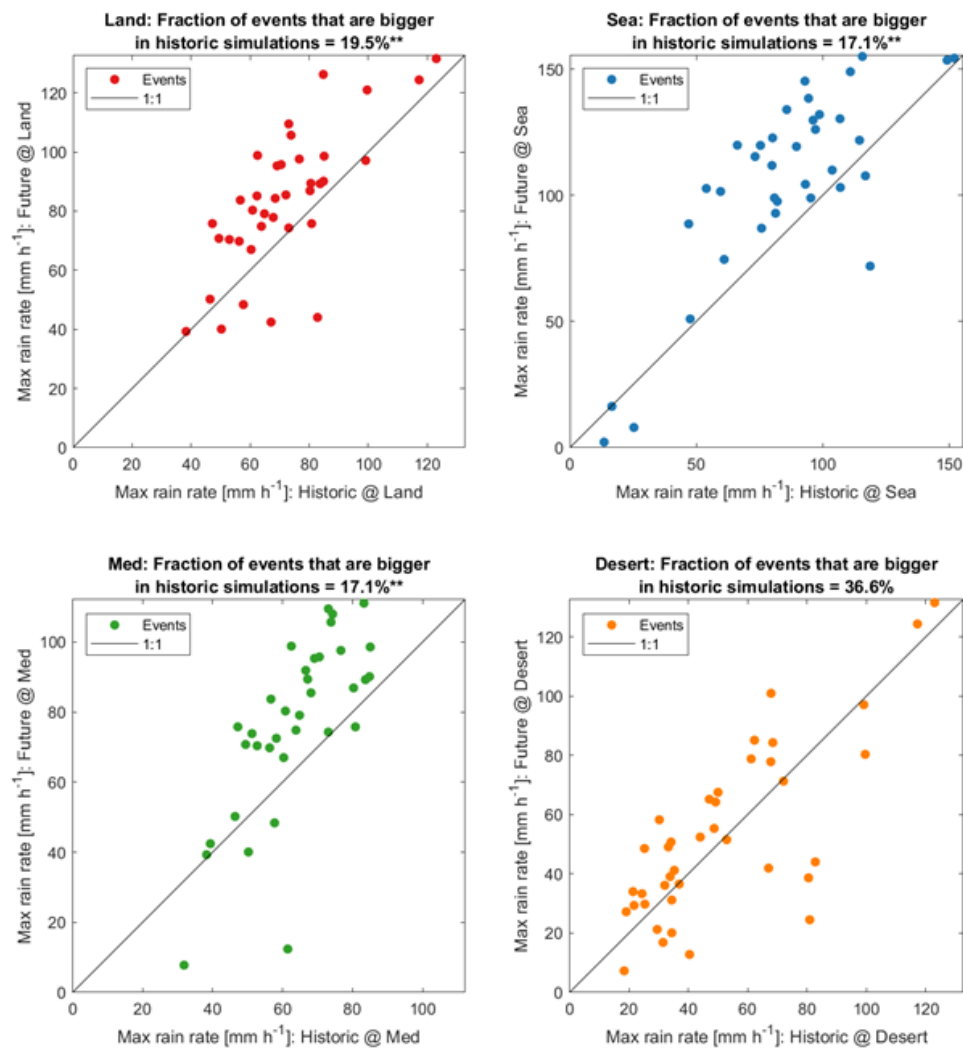 Land: Fraction of events that are bigger
in historic simulations = 19.5%**
Events
1:1
Max rain rate [mm h⁻¹]: Future @ Land
120
100
80
60
40
20
0
0 20 40 60 80 100 120
Max rain rate [mm h⁻¹]: Historic @ Land
Sea: Fraction of events that are bigger
in historic simulations = 17.1%**
Events
1:1
Max rain rate [mm h⁻¹]: Future @ Sea
150
100
50
0
0 50 100 150
Max rain rate [mm h⁻¹]: Historic @ Sea
Med: Fraction of events that are bigger
in historic simulations = 17.1%**
Events
1:1
Max rain rate [mm h⁻¹]: Future @ Med
100
80
60
40
20
0
0 20 40 60 80 100
Max rain rate [mm h⁻¹]: Historic @ Med
Desert: Fraction of events that are bigger
in historic simulations = 36.6%
Events
1:1
Max rain rate [mm h⁻¹]: Future @ Desert
120
100
80
60
40
20
0
0 20 40 60 80 100 120
Max rain rate [mm h⁻¹]: Historic @ Desert